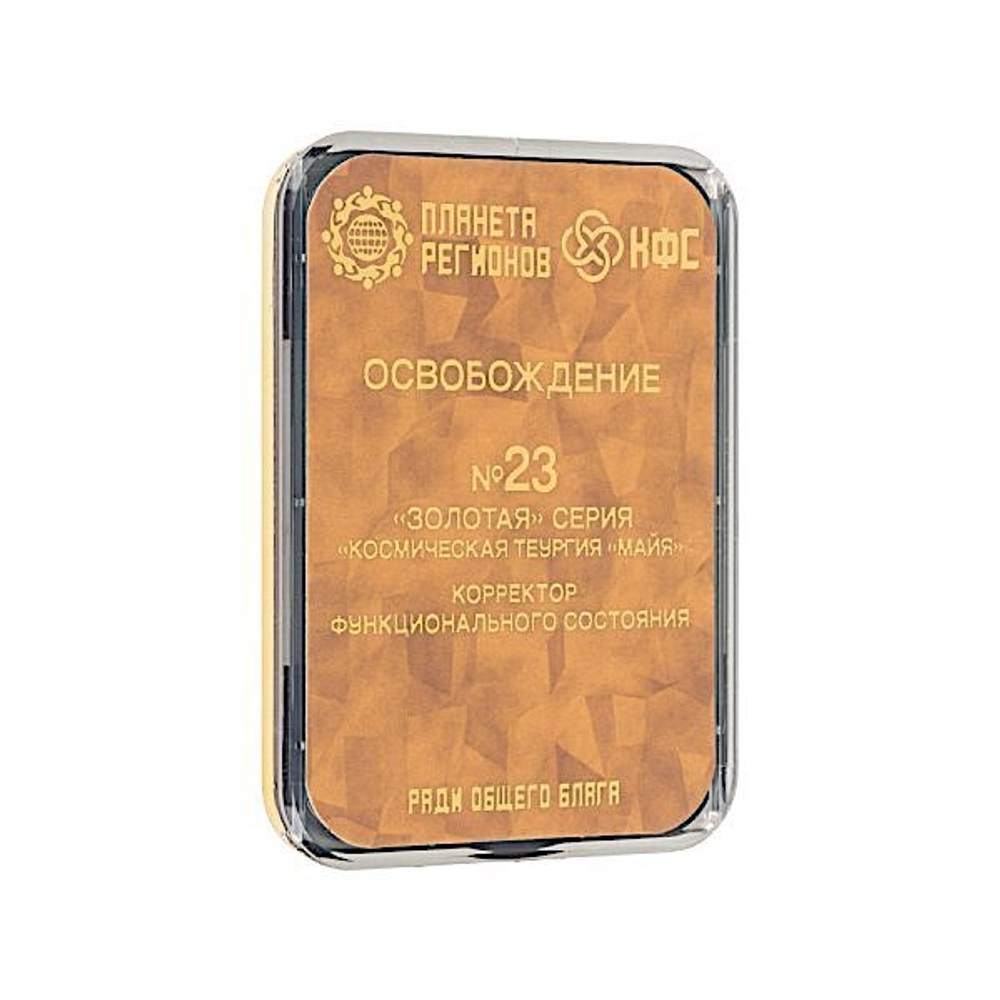 ПЛАНЕТА
РЕГИОНОВ
КФС
ОСВОБОЖДЕНИЕ
№23
«ЗОЛОТАЯ» СЕРИЯ
«КОСМИЧЕСКАЯ ТЕУРГИЯ «МАЙЯ»
КОРРЕКТОР
ФУНКЦИОНАЛЬНОГО СОСТОЯНИЯ
РАДИ ОБЩЕГО БЛАГА